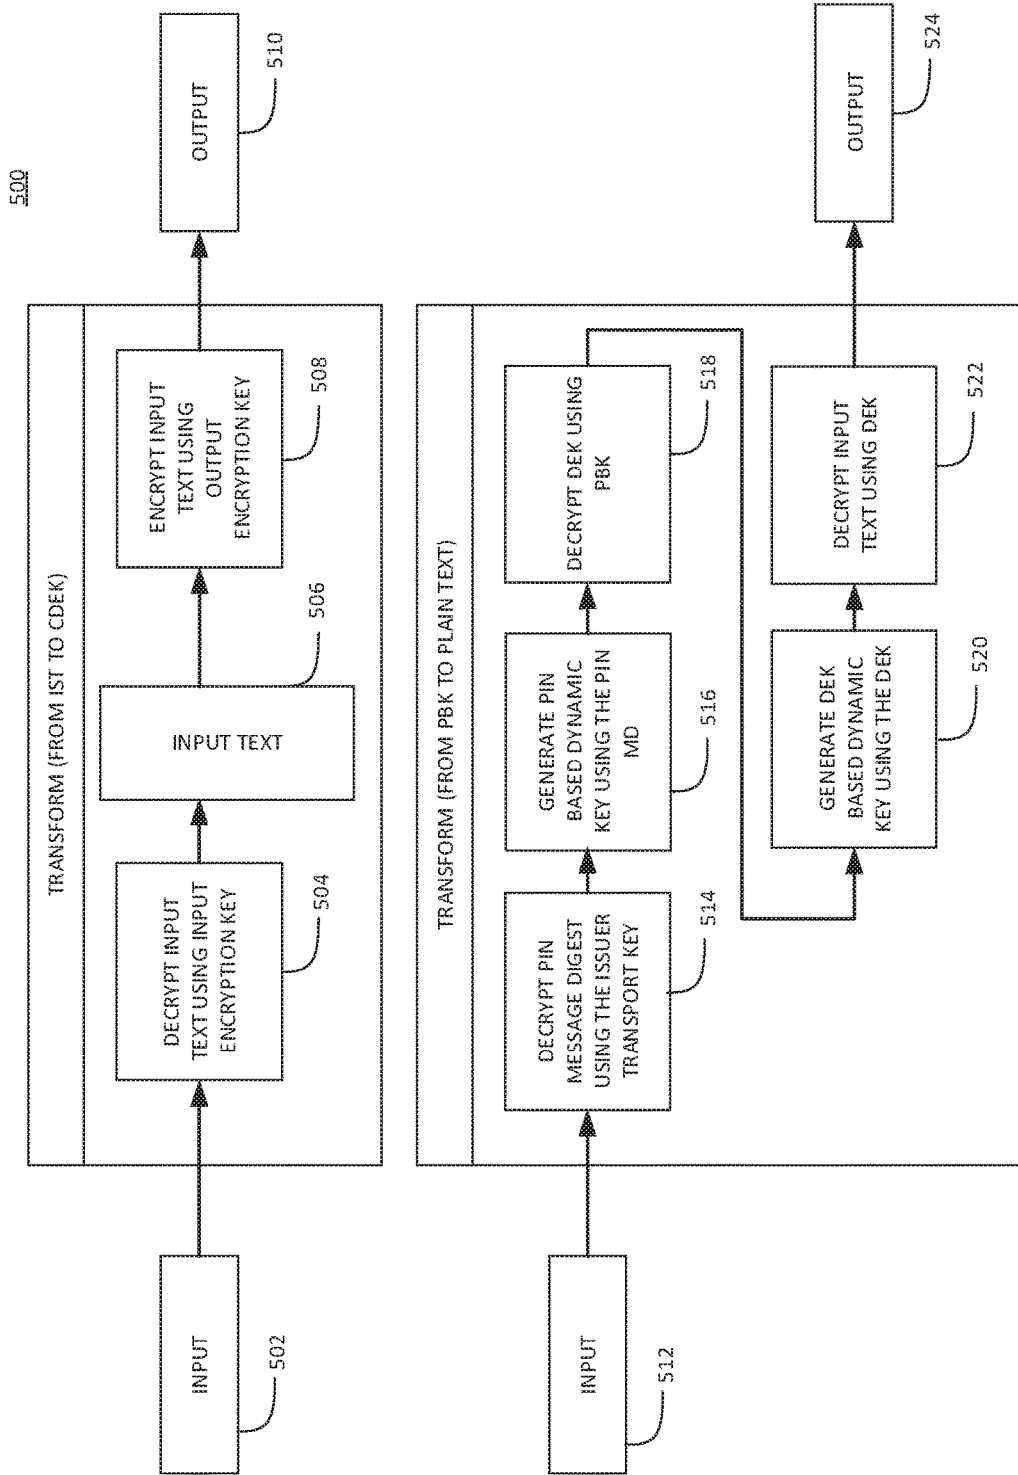 500
TRANSFORM (FROM IST TO CDEK)
INPUT
502
DECRYPT INPUT
TEXT USING INPUT
ENCRYPTION KEY
504
INPUT TEXT
506
ENCRYPT INPUT
TEXT USING
OUTPUT
ENCRYPTION KEY
508
OUTPUT
510
TRANSFORM (FROM PBK TO PLAIN TEXT)
INPUT
512
DECRYPT PIN
MESSAGE DIGEST
USING THE ISSUER
TRANSPORT KEY
514
GENERATE PIN
BASED DYNAMIC
KEY USING THE PIN
MD
516
DECRYPT DEK USING
PBK
518
GENERATE DEK
BASED DYNAMIC
KEY USING THE DEK
520
DECRYPT INPUT
TEXT USING DEK
522
OUTPUT
524